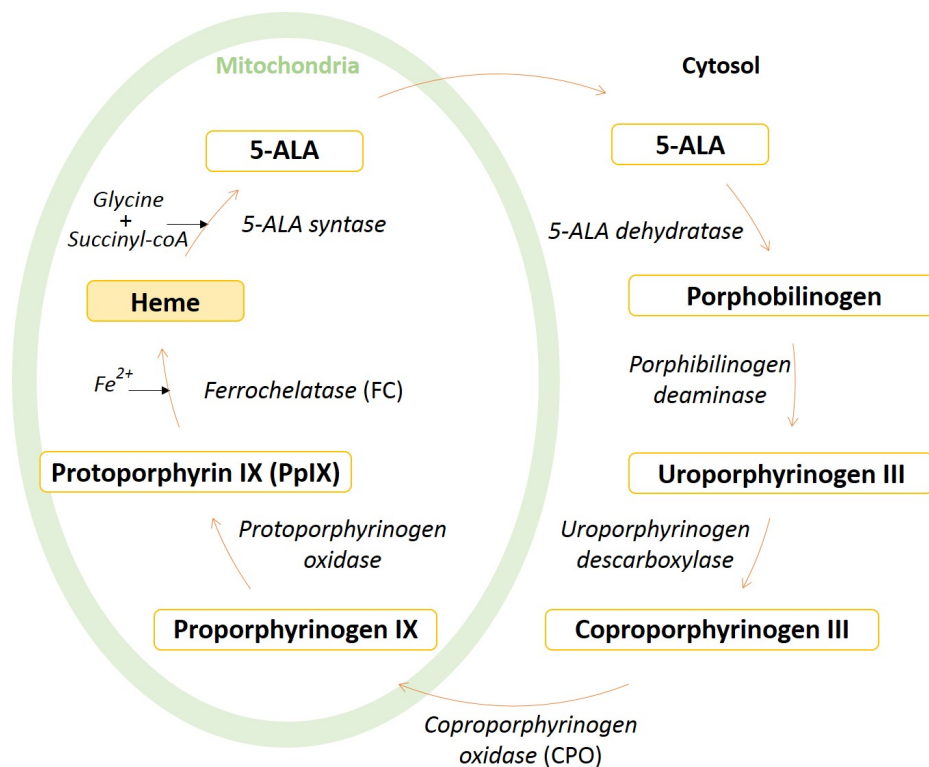 Mitochondria
Cytosol
5-ALA
5-ALA
Glycine
+
Succinyl-coA
5-ALA syntase
5-ALA dehydratase
Heme
Porphobilinogen
Fe²⁺
Ferrochelatase (FC)
Porphibilinogen
deaminase
Protoporphyrin IX (PpIX)
Uroporphyrinogen III
Protoporphyrinogen
oxidase
Uroporphyrinogen
descarboxylase
Proporphyrinogen IX
Coproporphyrinogen III
Coproporphyrinogen
oxidase (CPO)